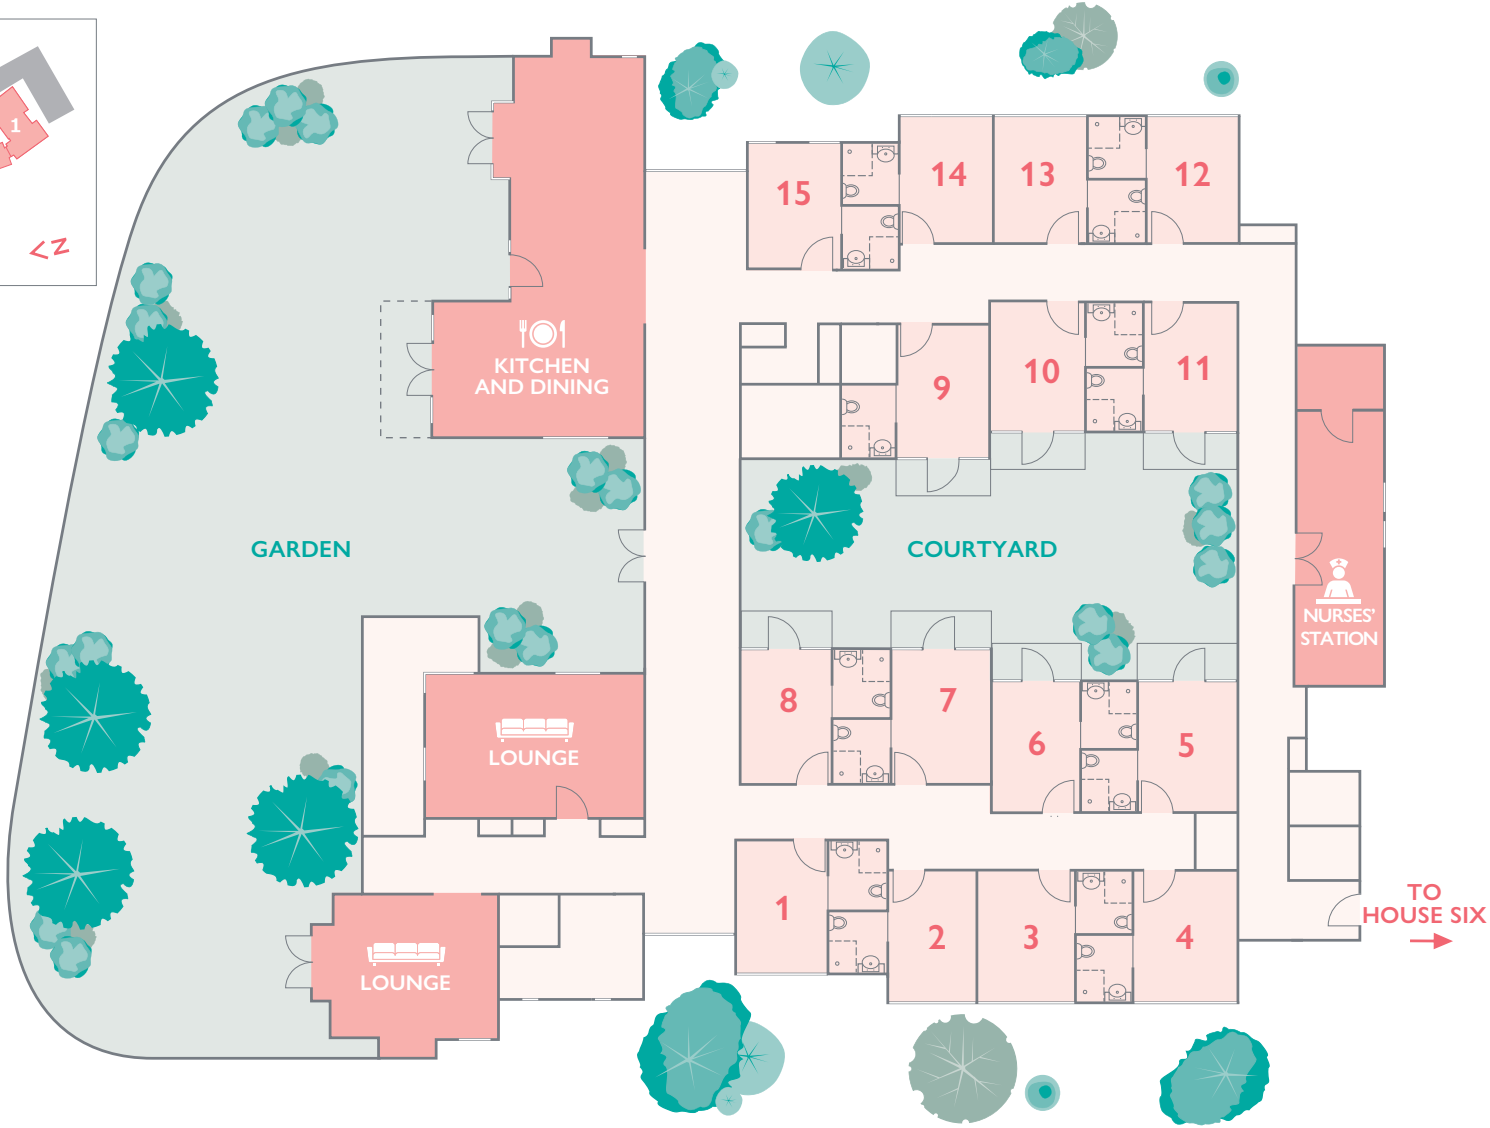 1
N
15
14
13
12
KITCHEN
AND DINING
9
10
11
GARDEN
COURTYARD
NURSES'
STATION
8
7
6
5
LOUNGE
1
2
3
4
TO
HOUSE SIX
LOUNGE